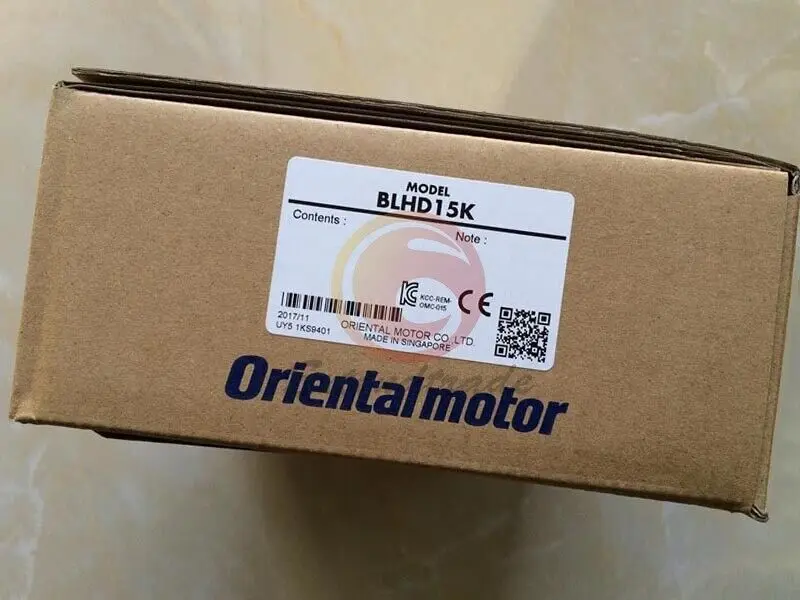 MODEL
BLHD15K
Contents :
Note :
KCC-REM-
OMC-015
CE
2017/11
UY5 1KS9401
ORIENTAL MOTOR CO.,LTD.
MADE IN SINGAPORE
Orientalmotor